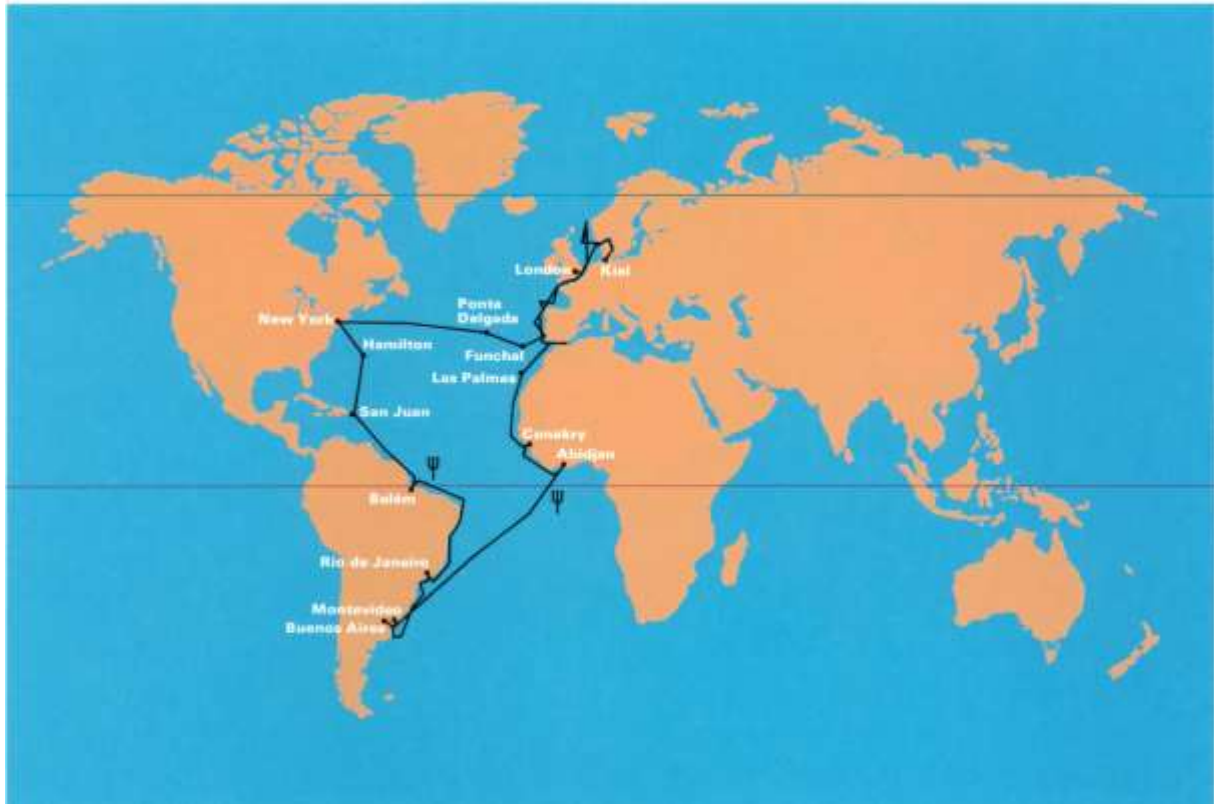 London
Kiel
Ponta
Delgada
New York
Hamilton
Funchal
Las Palmas
San Juan
Conakry
Abidjan
Belém
Rio de Janeiro
Montevideo
Buenos Aires